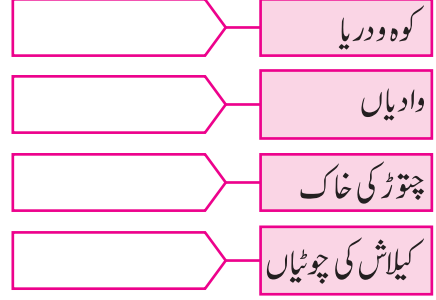 کوہ و دریا
وادیاں
چتوڑ کی خاک
کیلاش کی چوٹیاں